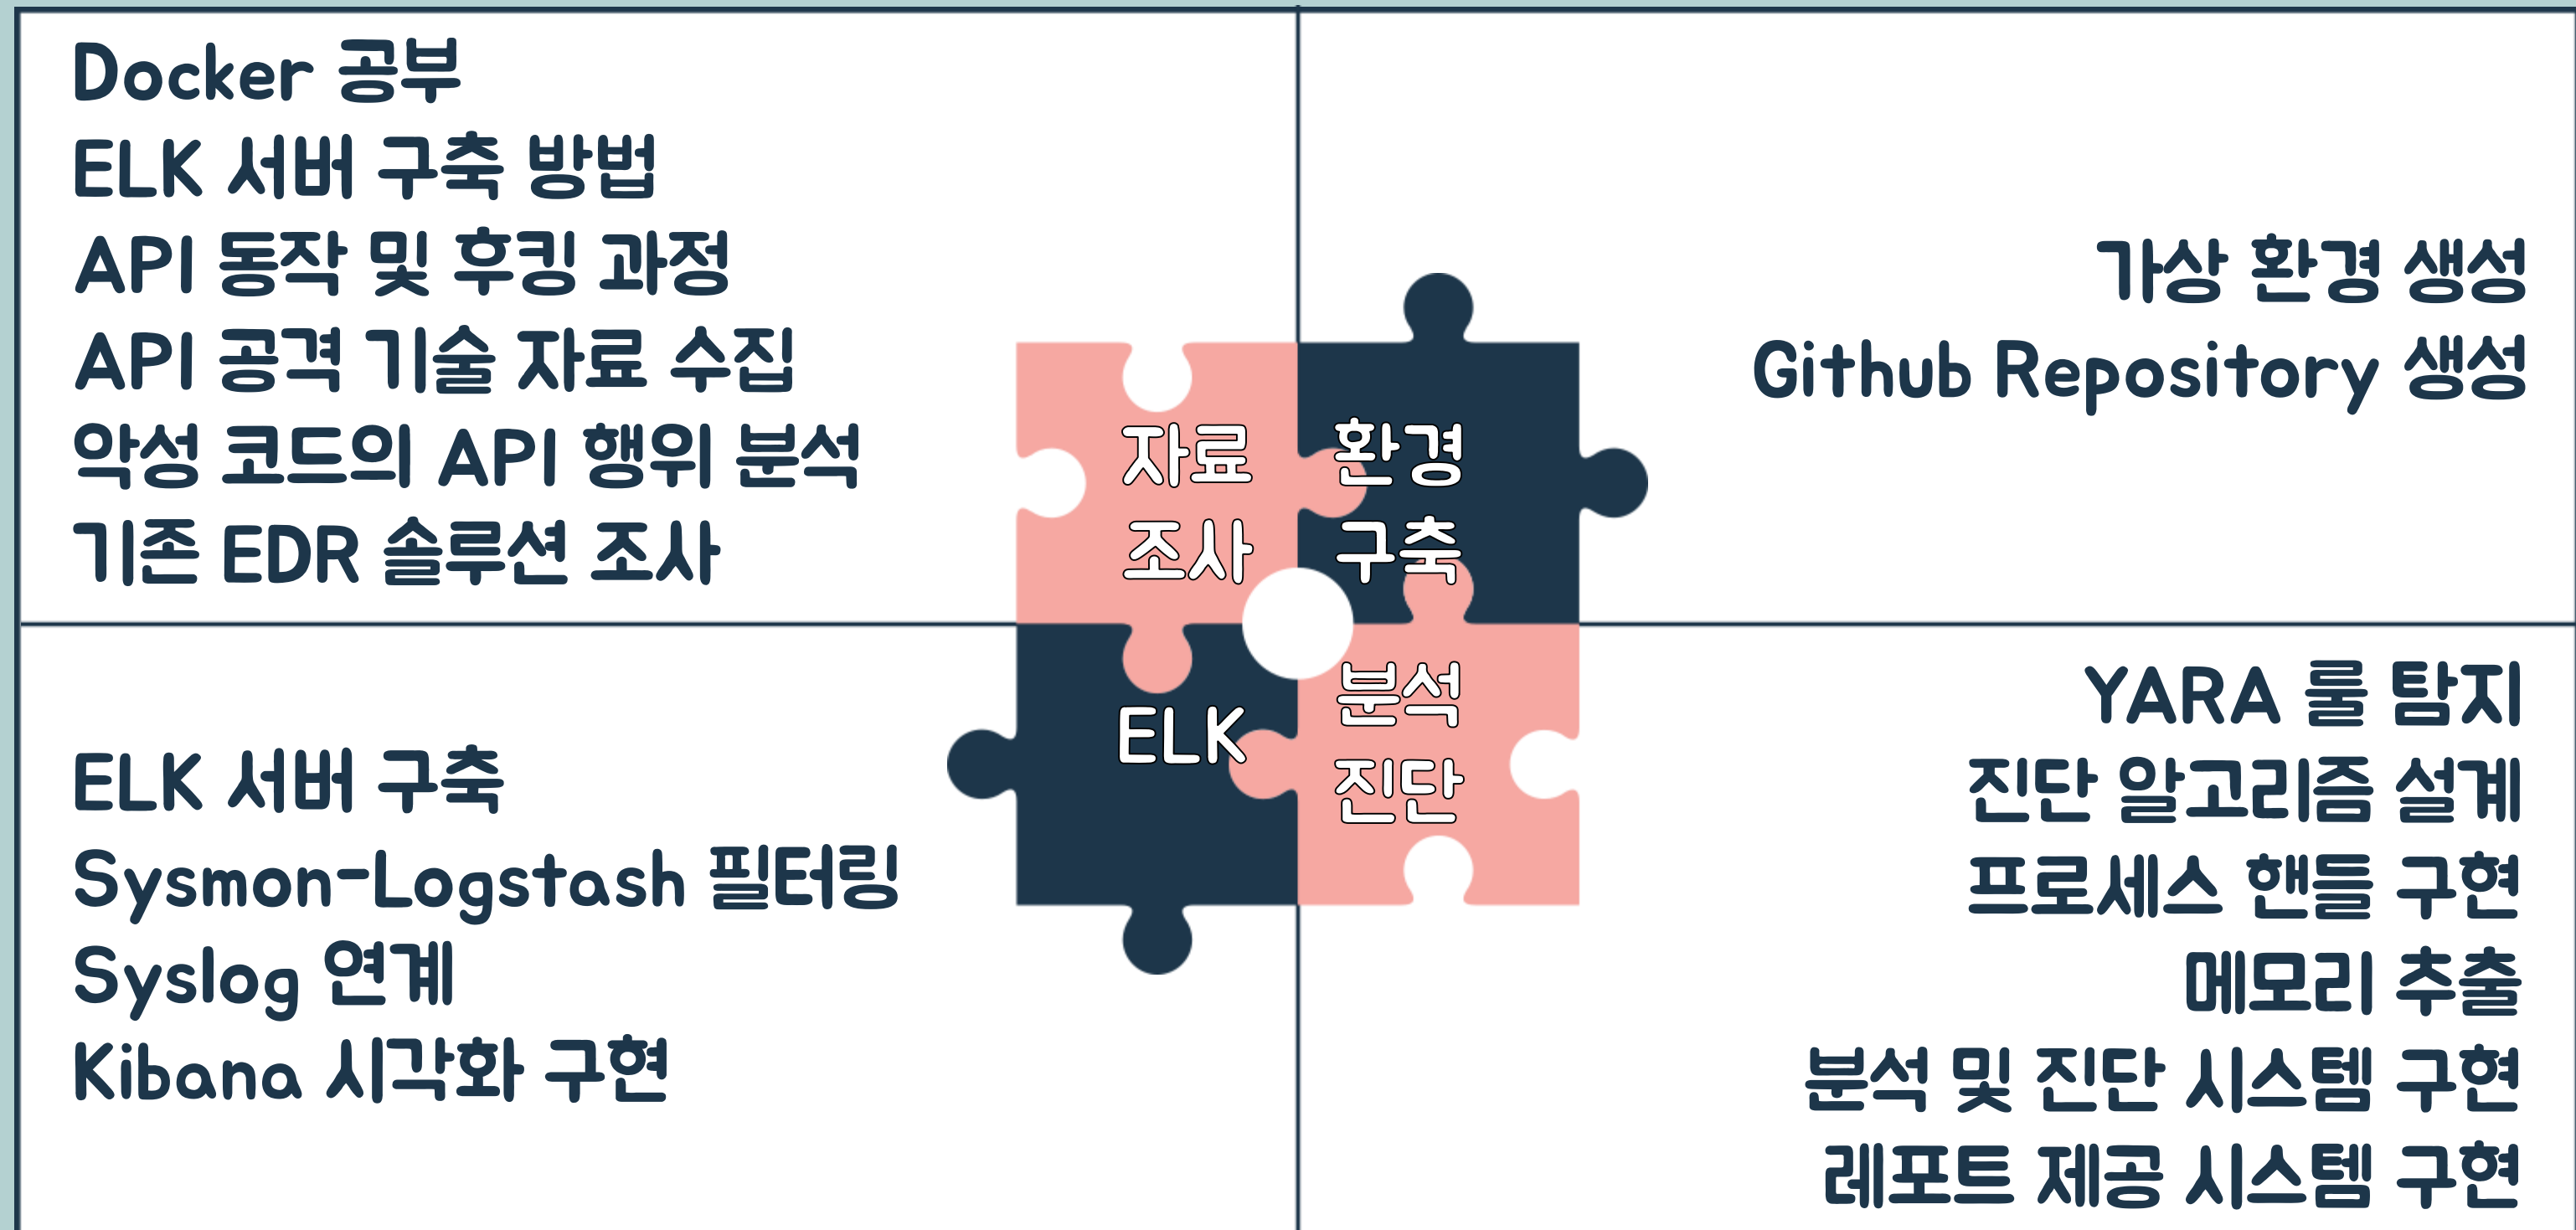 Docker 공부
ELK 서버 구축 방법
API 동작 및 후킹 과정
API 공격 기술 자료 수집
악성 코드의 API 행위 분석
기존 EDR 솔루션 조사
가상 환경 생성
Github Repository 생성
자료
조사
환경
구축
ELK
분석
진단
ELK 서버 구축
Sysmon-Logstash 필터링
Syslog 연계
Kibana 시각화 구현
YARA 룰 탐지
진단 알고리즘 설계
프로세스 핸들 구현
메모리 추출
분석 및 진단 시스템 구현
레포트 제공 시스템 구현